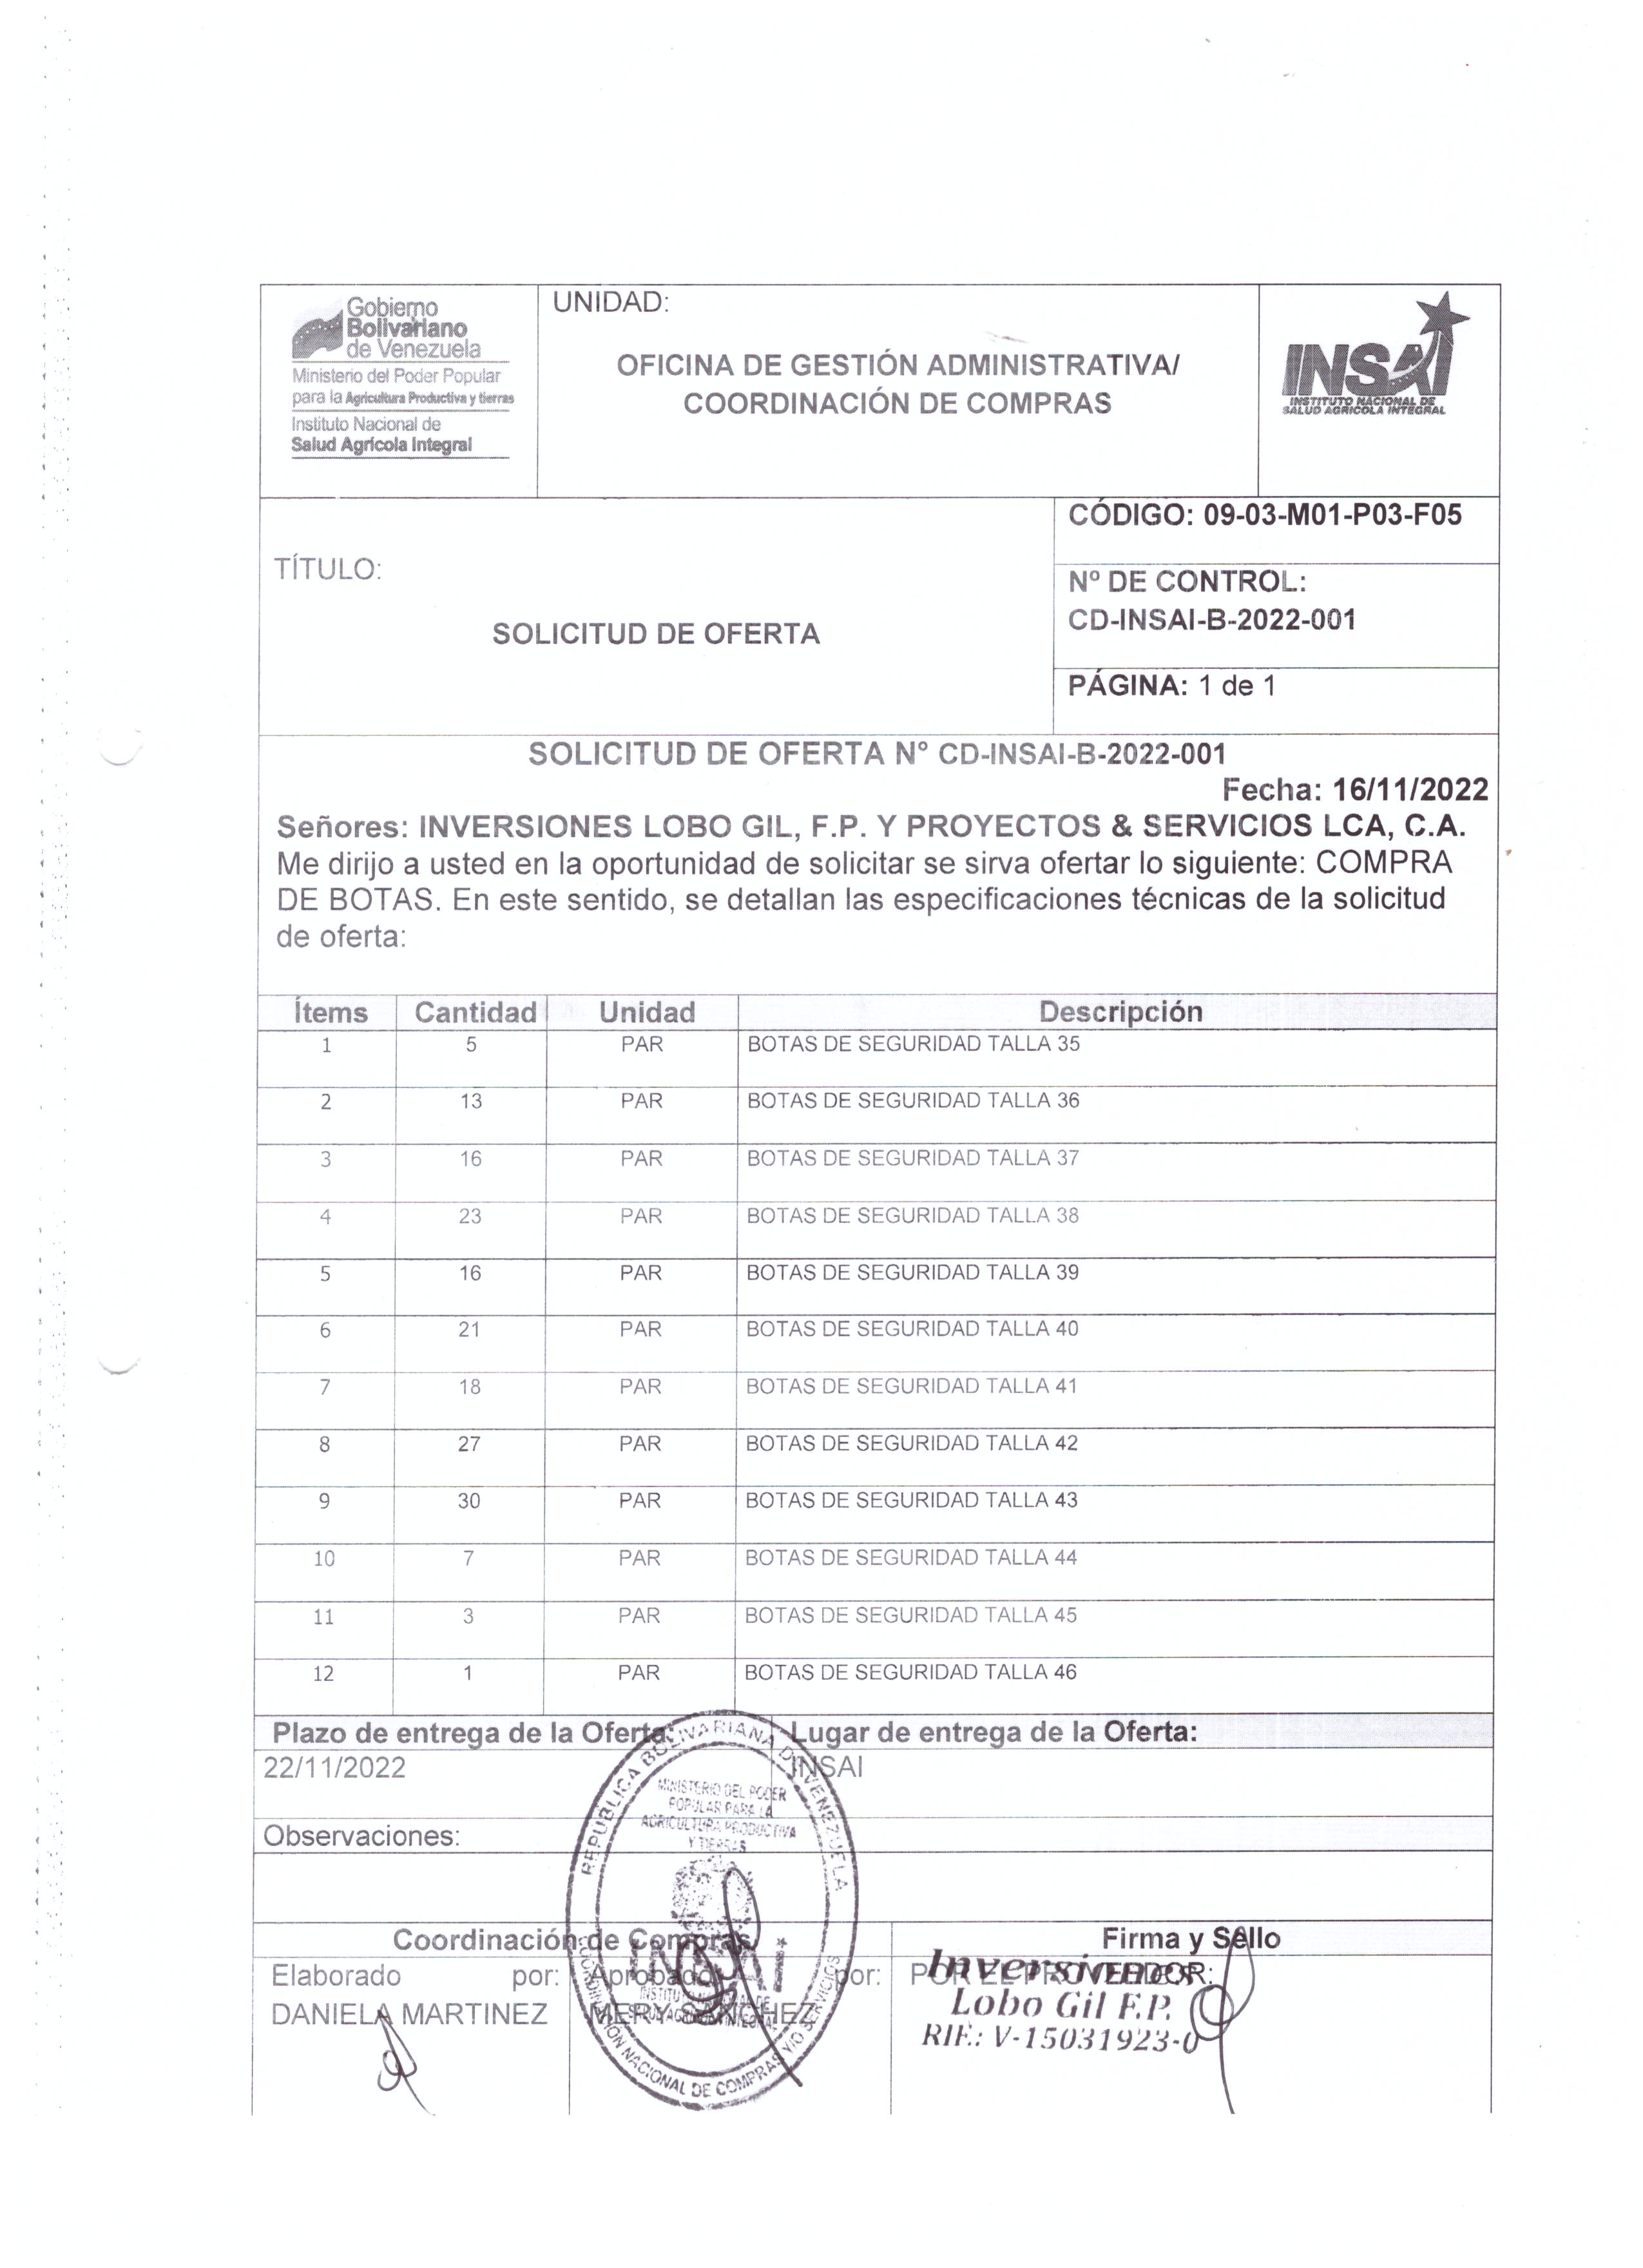 Gobierno
Bolivariano
de Venezuela
Ministerio del Poder Popular
para la Agricultura Productiva y tierras
Instituto Nacional de
Salud Agrícola Integral
UNIDAD:
OFICINA DE GESTIÓN ADMINISTRATIVA/
COORDINACIÓN DE COMPRAS
INSAI
INSTITUTO NACIONAL DE
SALUD AGRICOLA INTEGRAL
TÍTULO:
SOLICITUD DE OFERTA
CÓDIGO: 09-03-M01-P03-F05
Nº DE CONTROL:
CD-INSAI-B-2022-001
PÁGINA: 1 de 1
SOLICITUD DE OFERTA N° CD-INSAI-B-2022-001
Fecha: 16/11/2022
Señores: INVERSIONES LOBO GIL, F.P. Y PROYECTOS & SERVICIOS LCA, C.A.
Me dirijo a usted en la oportunidad de solicitar se sirva ofertar lo siguiente: COMPRA
DE BOTAS. En este sentido, se detallan las especificaciones técnicas de la solicitud
de oferta:
Ítems Cantidad Unidad Descripción
1 5 PAR BOTAS DE SEGURIDAD TALLA 35
2 13 PAR BOTAS DE SEGURIDAD TALLA 36
3 16 PAR BOTAS DE SEGURIDAD TALLA 37
4 23 PAR BOTAS DE SEGURIDAD TALLA 38
5 16 PAR BOTAS DE SEGURIDAD TALLA 39
6 21 PAR BOTAS DE SEGURIDAD TALLA 40
7 18 PAR BOTAS DE SEGURIDAD TALLA 41
8 27 PAR BOTAS DE SEGURIDAD TALLA 42
9 30 PAR BOTAS DE SEGURIDAD TALLA 43
10 7 PAR BOTAS DE SEGURIDAD TALLA 44
11 3 PAR BOTAS DE SEGURIDAD TALLA 45
12 1 PAR BOTAS DE SEGURIDAD TALLA 46
Plazo de entrega de la Oferta: Lugar de entrega de la Oferta:
22/11/2022 INSAI
REPUBLICA BOLIVARIANA DE VENEZUELA
MINISTERIO DEL PODER
POPULAR PARA LA
AGRICULTURA PRODUCTIVA
Y TIERRAS
INSAI
INSTITUTO NACIONAL DE
SALUD AGRICOLA INTEGRAL
COORDINACION NACIONAL DE COMPRAS Y/O SERVICIOS
Observaciones:
Coordinación de Compras Firma y Sello
Elaborado por: Aprobado por: POR EL PROVEEDOR:
DANIELA MARTINEZ MERY SANCHEZ
Inversiones
Lobo Gil F.P.
RIF.: V-15031923-0